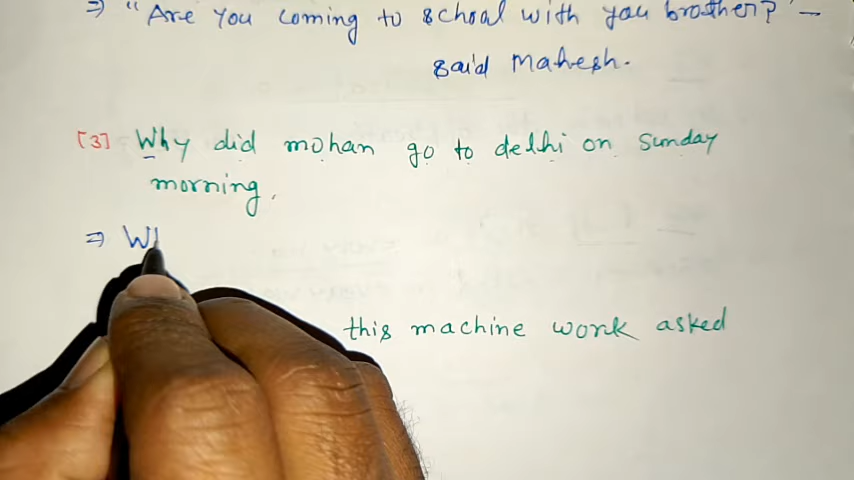 ⇒ "Are you coming to school with you brother?" —
said Mahesh.
[3] Why did mohan go to delhi on Sunday
morning.
⇒ Wh
this machine work asked